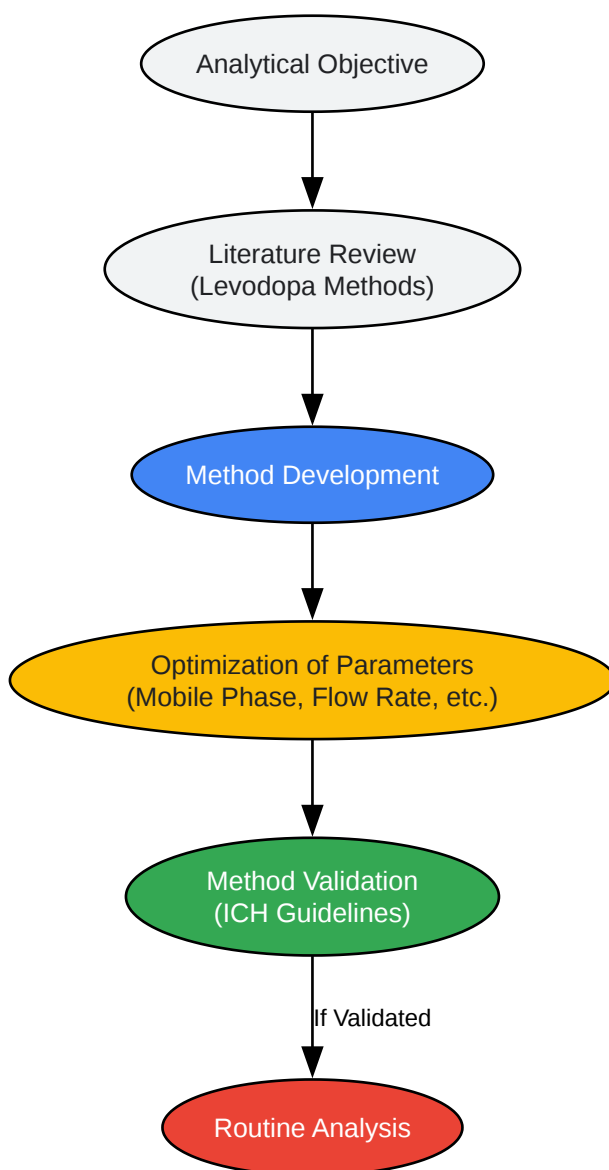 Analytical Objective
Literature Review
(Levodopa Methods)
Method Development
Optimization of Parameters
(Mobile Phase, Flow Rate, etc.)
Method Validation
(ICH Guidelines)
If Validated
Routine Analysis